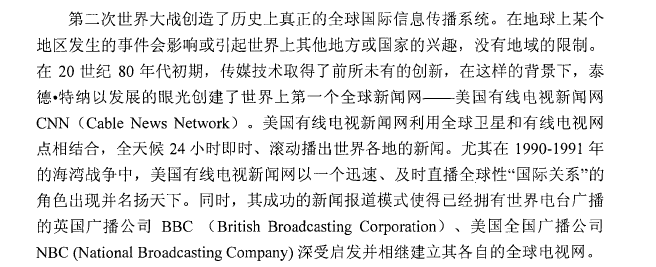 第二次世界大战创造了历史上真正的全球国际信息传播系统。在地球上某个
地区发生的事件会影响或引起世界上其他地方或国家的兴趣，没有地域的限制。
在 20 世纪 80 年代初期，传媒技术取得了前所未有的创新，在这样的背景下，泰
德•特纳以发展的眼光创建了世界上第一个全球新闻网——美国有线电视新闻网
CNN（Cable News Network）。美国有线电视新闻网利用全球卫星和有线电视网
点相结合，全天候 24 小时即时、滚动播出世界各地的新闻。尤其在 1990-1991 年
的海湾战争中，美国有线电视新闻网以一个迅速、及时直播全球性“国际关系”的
角色出现并名扬天下。同时，其成功的新闻报道模式使得已经拥有世界电台广播
的英国广播公司 BBC （British Broadcasting Corporation）、美国全国广播公司
NBC (National Broadcasting Company) 深受启发并相继建立其各自的全球电视网。